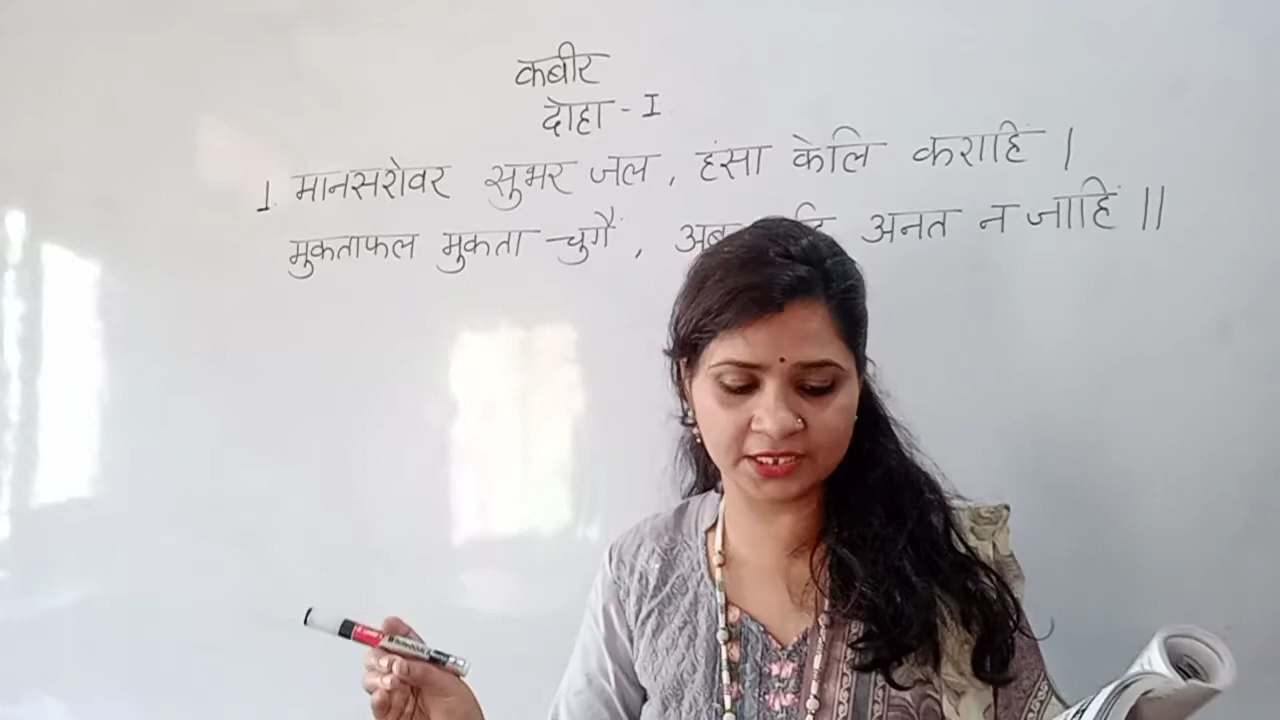 कबीर
दोहा - I
1. मानसरोवर सुभर जल, हंसा केलि कराहिं।
मुकताफल मुकता चुगैं, अनत न जाहिं॥